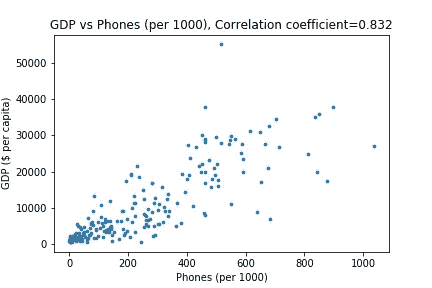 GDP vs Phones (per 1000), Correlation coefficient=0.832
GDP ($ per capita)
50000
40000
30000
20000
10000
0
0 200 400 600 800 1000
Phones (per 1000)